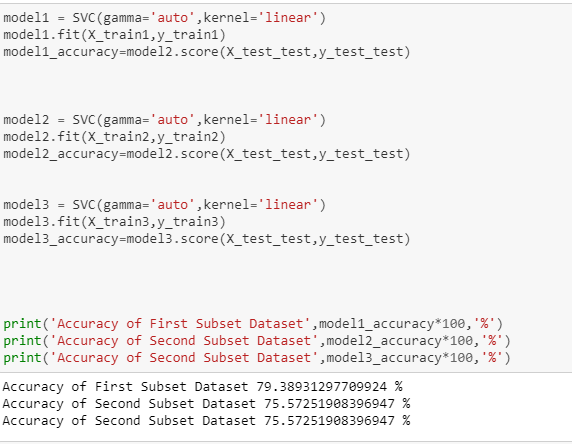 model1 = SVC(gamma='auto',kernel='linear')
model1.fit(X_train1,y_train1)
model1_accuracy=model2.score(X_test_test,y_test_test)
model2 = SVC(gamma='auto',kernel='linear')
model2.fit(X_train2,y_train2)
model2_accuracy=model2.score(X_test_test,y_test_test)
model3 = SVC(gamma='auto',kernel='linear')
model3.fit(X_train3,y_train3)
model3_accuracy=model3.score(X_test_test,y_test_test)
print('Accuracy of First Subset Dataset',model1_accuracy*100,'%')
print('Accuracy of Second Subset Dataset',model2_accuracy*100,'%')
print('Accuracy of Second Subset Dataset',model3_accuracy*100,'%')
Accuracy of First Subset Dataset 79.38931297709924 %
Accuracy of Second Subset Dataset 75.57251908396947 %
Accuracy of Second Subset Dataset 75.57251908396947 %